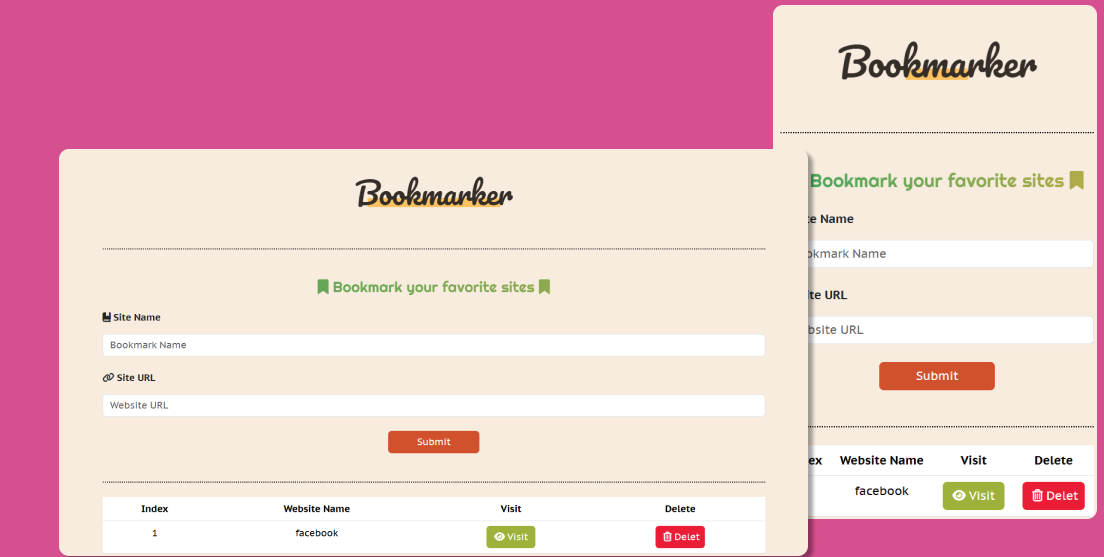 Bookmarker
Bookmark your favorite sites
Site Name
Bookmark Name
Site URL
Website URL
Submit
Index Website Name Visit Delete
1 facebook Visit Delet
Bookmarker
Bookmark your favorite sites
te Name
okmark Name
te URL
bsite URL
Submit
ex Website Name Visit Delete
facebook Visit Delet